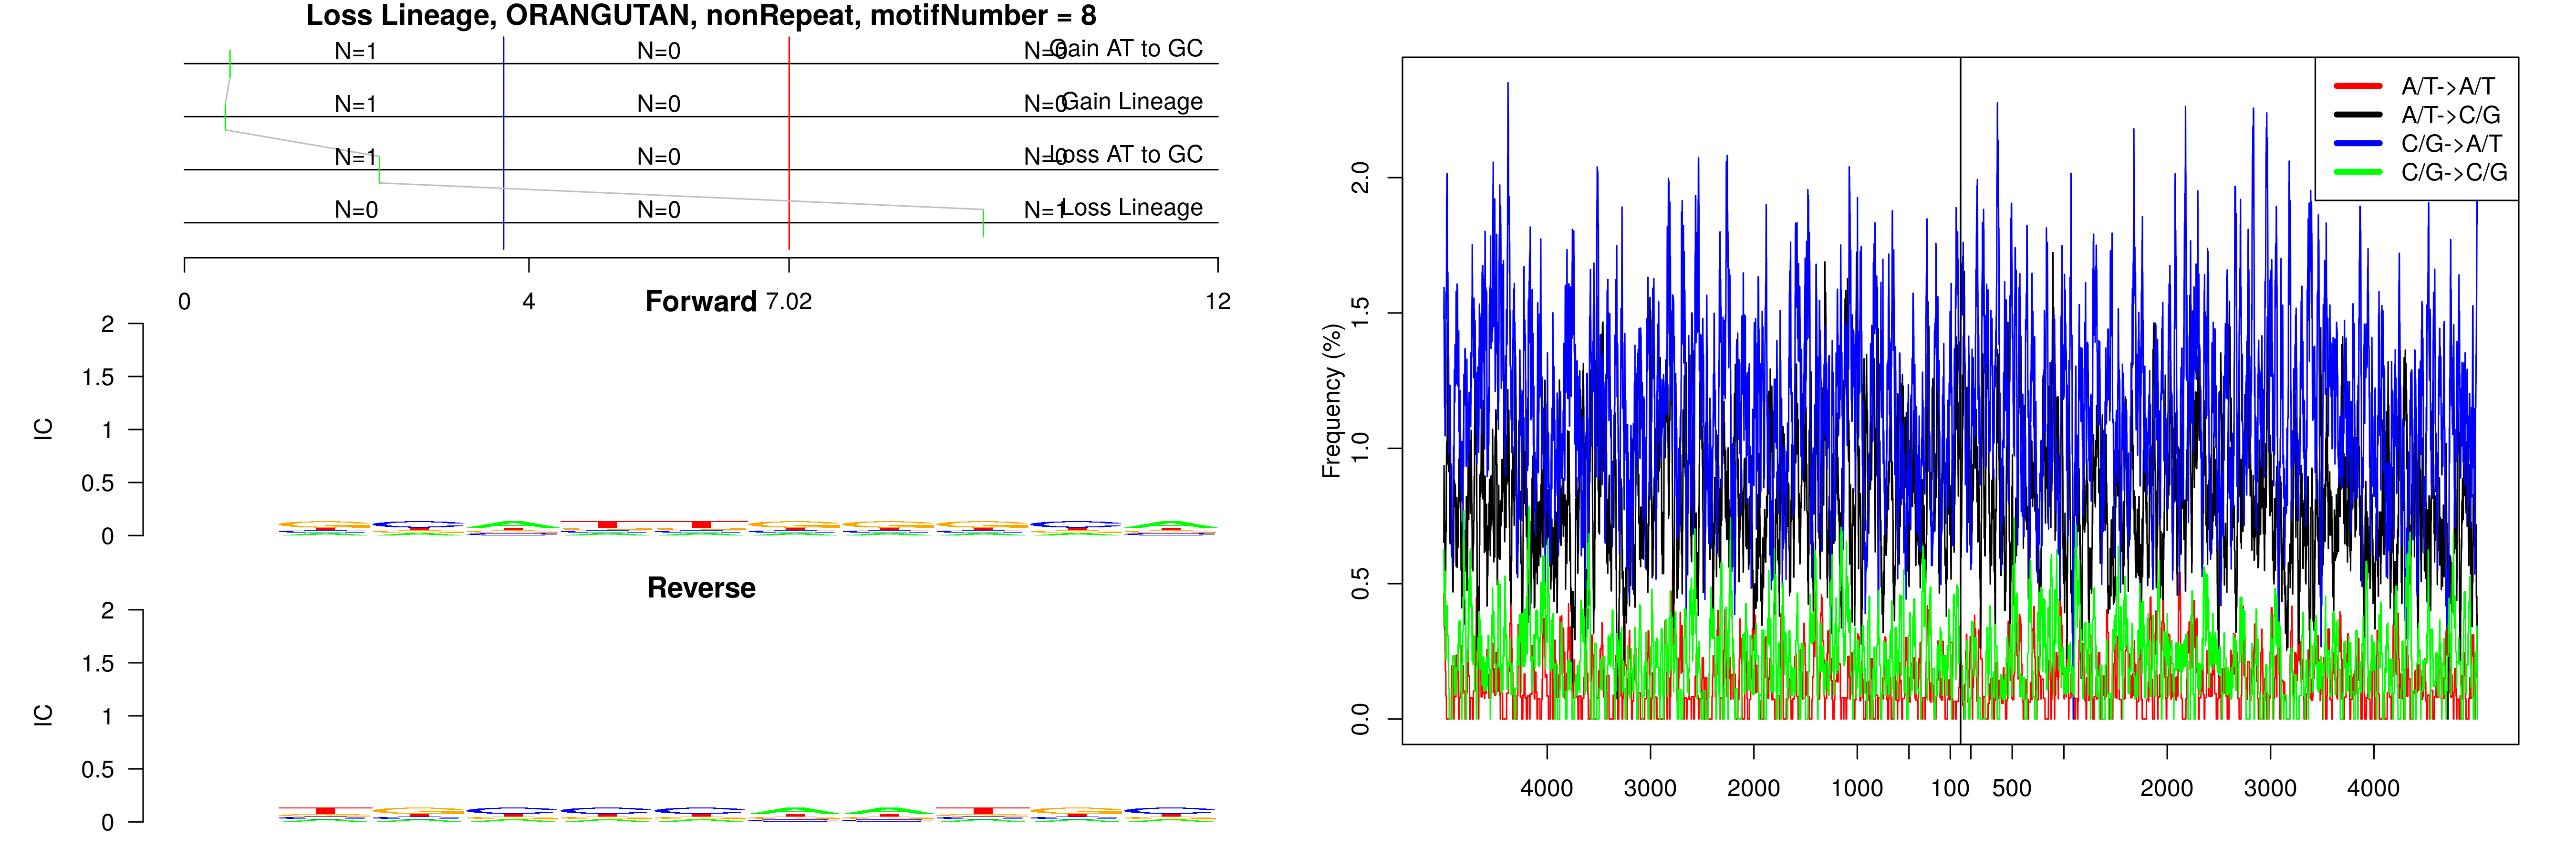 Loss Lineage, ORANGUTAN, nonRepeat, motifNumber = 8
N=1 N=0 N=0 Gain AT to GC
N=1 N=0 N=0 Gain Lineage
N=1 N=0 N=0 Loss AT to GC
N=0 N=0 N=1 Loss Lineage
0 4 7.02 12
Forward
2
1.5
1
0.5
0
IC
G C A T T G G G C A
Reverse
2
1.5
1
0.5
0
IC
T G C C C A A T G C
A/T->A/T
A/T->C/G
C/G->A/T
C/G->C/G
Frequency (%)
2.0
1.5
1.0
0.5
0.0
4000 3000 2000 1000 100 500 2000 3000 4000